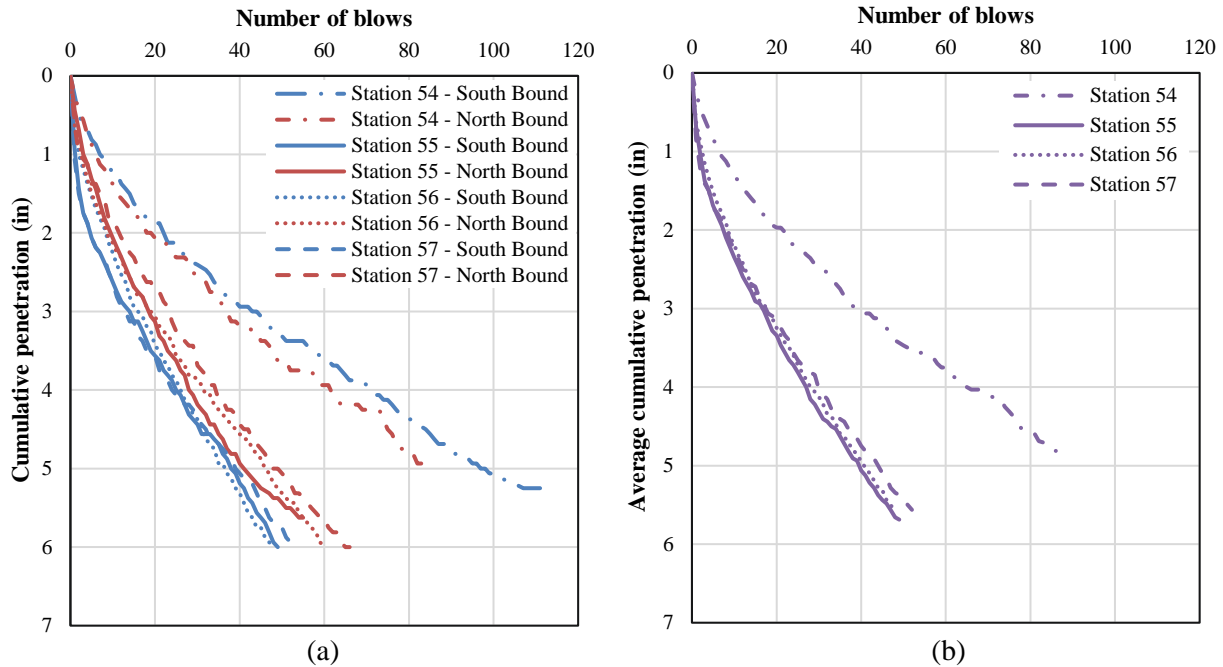 Number of blows
0 20 40 60 80 100 120
Cumulative penetration (in)
0
1
2
3
4
5
6
7
Station 54 - South Bound
Station 54 - North Bound
Station 55 - South Bound
Station 55 - North Bound
Station 56 - South Bound
Station 56 - North Bound
Station 57 - South Bound
Station 57 - North Bound
(a)
Number of blows
0 20 40 60 80 100 120
Average cumulative penetration (in)
0
1
2
3
4
5
6
7
Station 54
Station 55
Station 56
Station 57
(b)